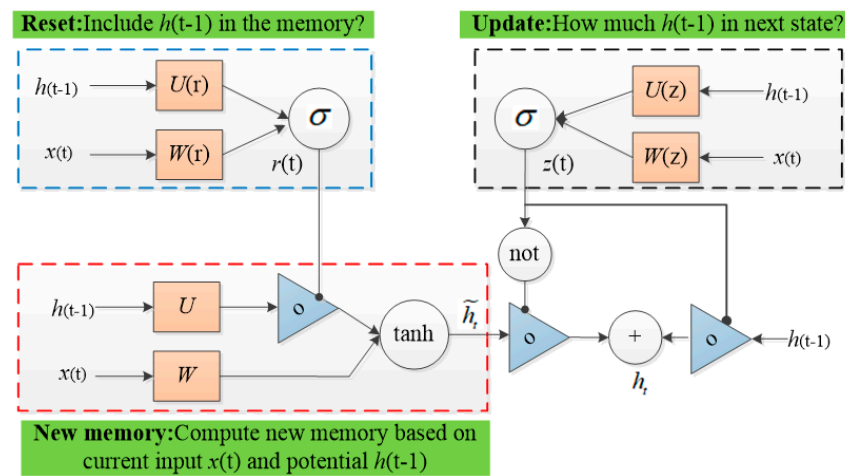 Reset:Include h(t-1) in the memory?
Update:How much h(t-1) in next state?
h(t-1)
U(r)
σ
x(t)
W(r)
r(t)
U(z)
h(t-1)
σ
W(z)
x(t)
z(t)
not
h(t-1)
U
o
tanh
h̃t
o
+
o
h(t-1)
x(t)
W
ht
New memory:Compute new memory based on
current input x(t) and potential h(t-1)